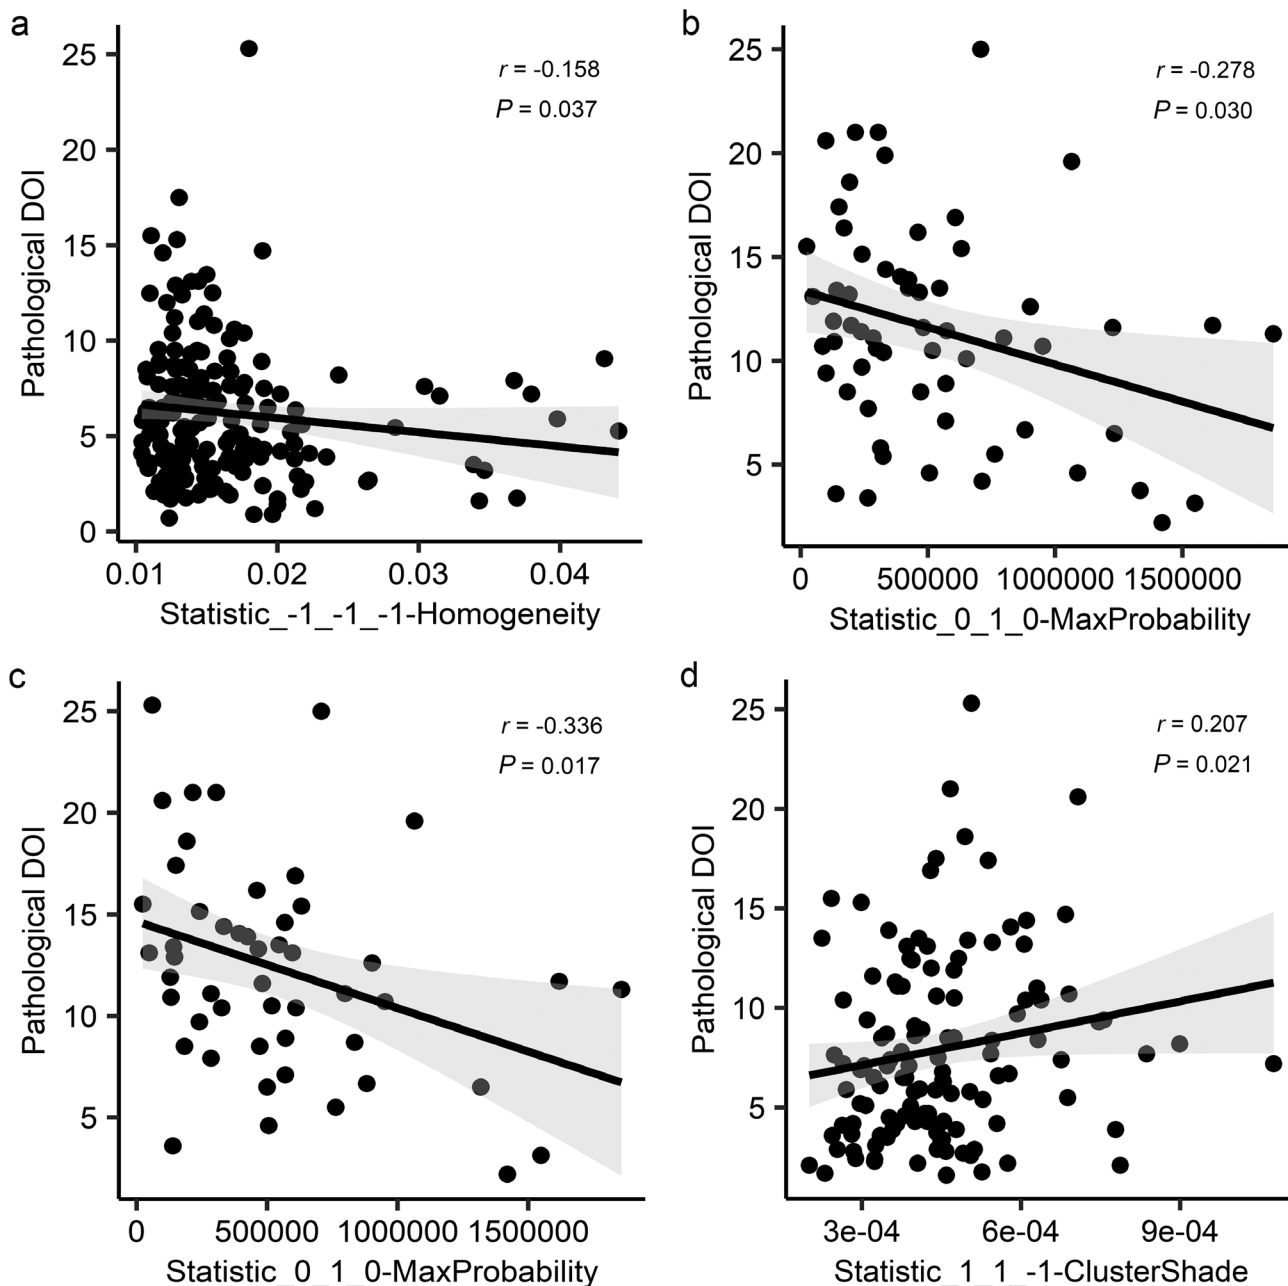 a
r = -0.158
P = 0.037
Pathological DOI
25
20
15
10
5
0
0.01 0.02 0.03 0.04
Statistic_-1_-1_-1-Homogeneity
b
r = -0.278
P = 0.030
Pathological DOI
25
20
15
10
5
0 500000 1000000 1500000
Statistic_0_1_0-MaxProbability
c
r = -0.336
P = 0.017
Pathological DOI
25
20
15
10
5
0 500000 1000000 1500000
Statistic_0_1_0-MaxProbability
d
r = 0.207
P = 0.021
Pathological DOI
25
20
15
10
5
3e-04 6e-04 9e-04
Statistic_1_1_-1-ClusterShade